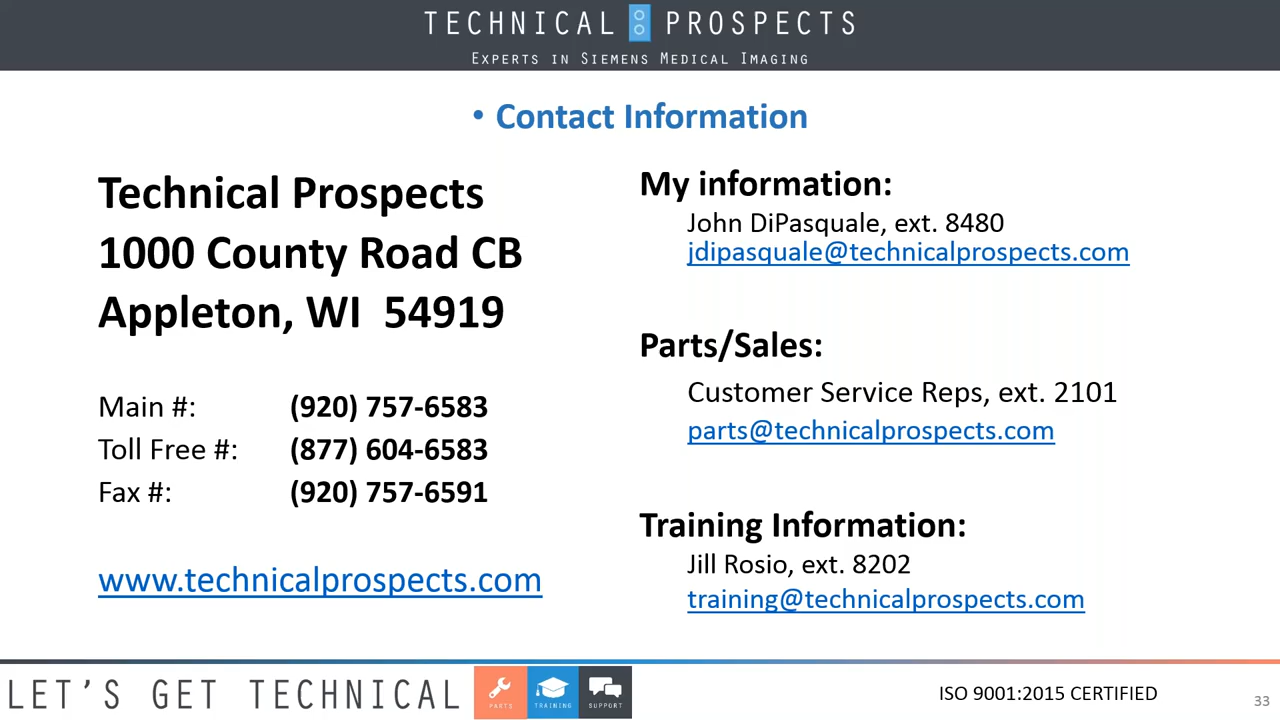 TECHNICAL PROSPECTS
EXPERTS IN SIEMENS MEDICAL IMAGING
• Contact Information
Technical Prospects
1000 County Road CB
Appleton, WI  54919
Main #: (920) 757-6583
Toll Free #: (877) 604-6583
Fax #: (920) 757-6591
www.technicalprospects.com
My information:
John DiPasquale, ext. 8480
jdipasquale@technicalprospects.com
Parts/Sales:
Customer Service Reps, ext. 2101
parts@technicalprospects.com
Training Information:
Jill Rosio, ext. 8202
training@technicalprospects.com
LET'S GET TECHNICAL
PARTS
TRAINING
SUPPORT
ISO 9001:2015 CERTIFIED
33